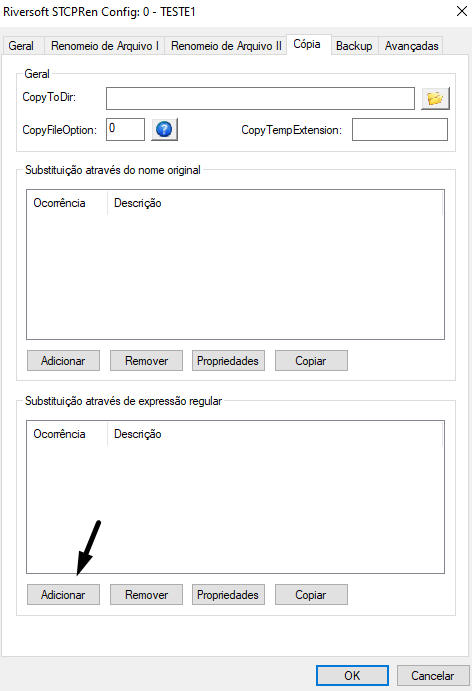 Riversoft STCPRen Config: 0 - TESTE1
Geral Renomeio de Arquivo I Renomeio de Arquivo II Cópia Backup Avançadas
Geral
CopyToDir:
CopyFileOption: 0 ? CopyTempExtension:
Substituição através do nome original
Ocorrência Descrição
Adicionar Remover Propriedades Copiar
Substituição através de expressão regular
Ocorrência Descrição
Adicionar Remover Propriedades Copiar
OK Cancelar